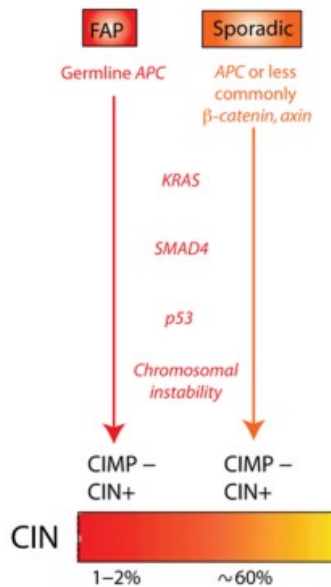 FAP
Sporadic
Germline APC
APC or less
commonly
β-catenin, axin
KRAS
SMAD4
p53
Chromosomal
instability
CIMP –
CIN+
CIMP –
CIN+
CIN
1–2%
~60%